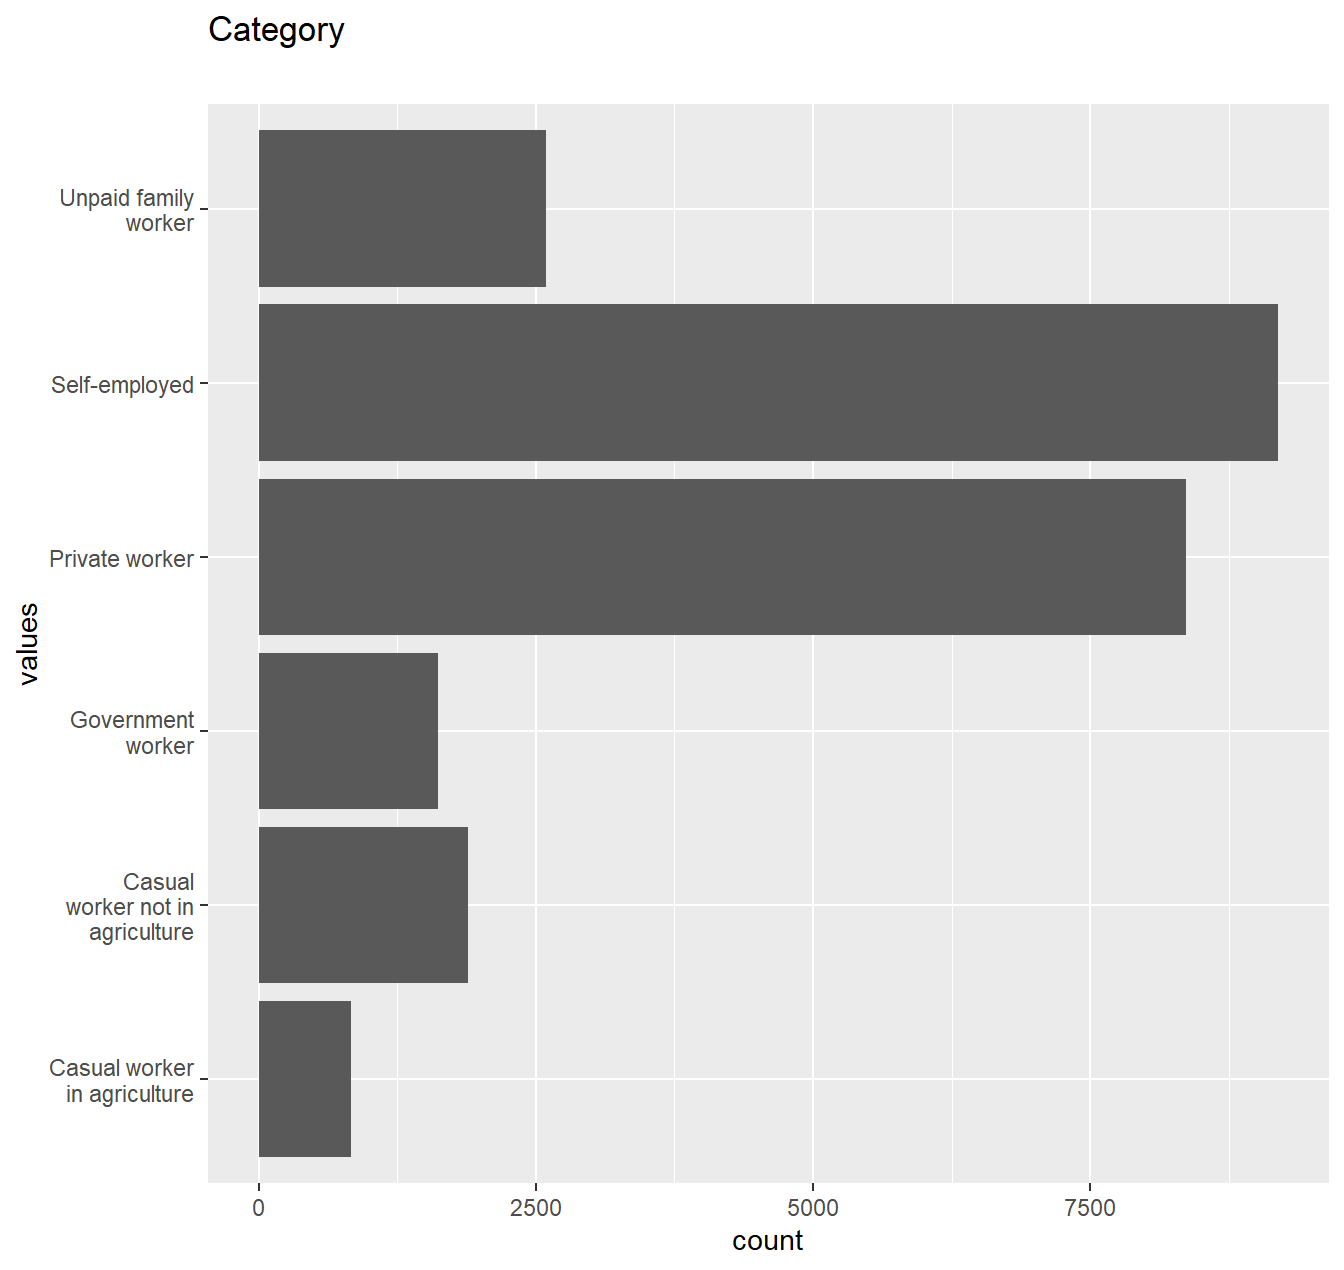 Category
Unpaid family
worker
Self-employed
Private worker
Government
worker
Casual
worker not in
agriculture
Casual worker
in agriculture
values
0 2500 5000 7500
count